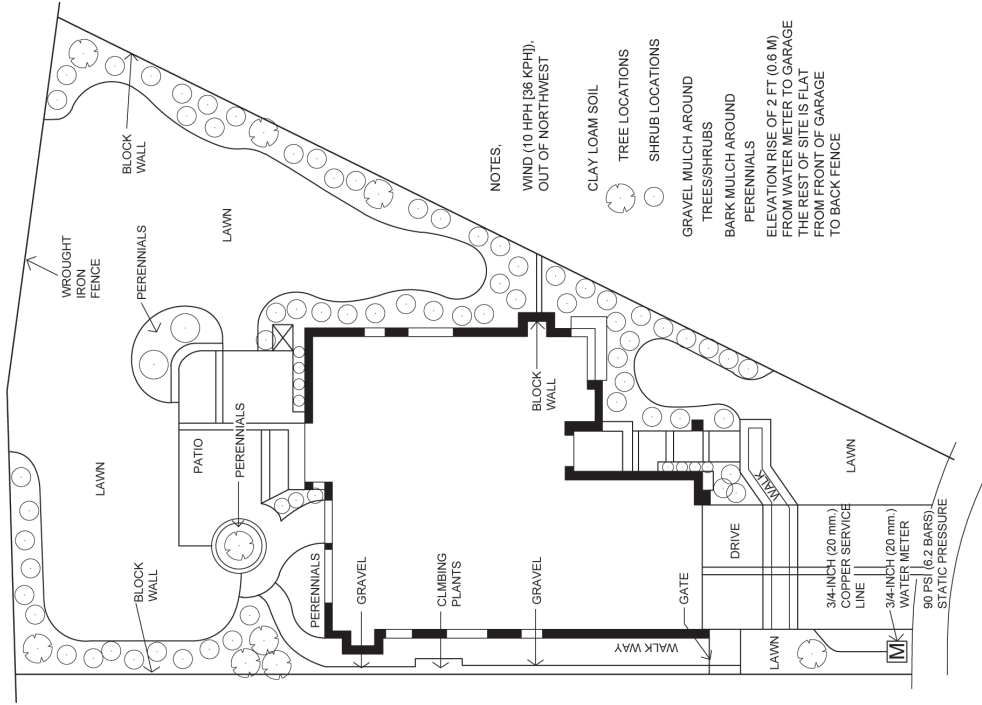 WROUGHT
IRON
FENCE
BLOCK
WALL
PERENNIALS
LAWN
LAWN
PATIO
PERENNIALS
BLOCK
WALL
PERENNIALS
GRAVEL
CLMBING
PLANTS
GRAVEL
BLOCK
WALL
GATE
WALK WAY
WALK
DRIVE
LAWN
LAWN
3/4-INCH (20 mm.)
COPPER SERVICE
LINE
3/4-INCH (20 mm.)
WATER METER
90 PSI (6.2 BARS)
STATIC PRESSURE
M
NOTES,
WIND (10 HPH [36 KPH]),
OUT OF NORTHWEST
CLAY LOAM SOIL
TREE LOCATIONS
SHRUB LOCATIONS
GRAVEL MULCH AROUND
TREES/SHRUBS
BARK MULCH AROUND
PERENNIALS
ELEVATION RISE OF 2 FT (0.6 M)
FROM WATER METER TO GARAGE
THE REST OF SITE IS FLAT
FROM FRONT OF GARAGE
TO BACK FENCE